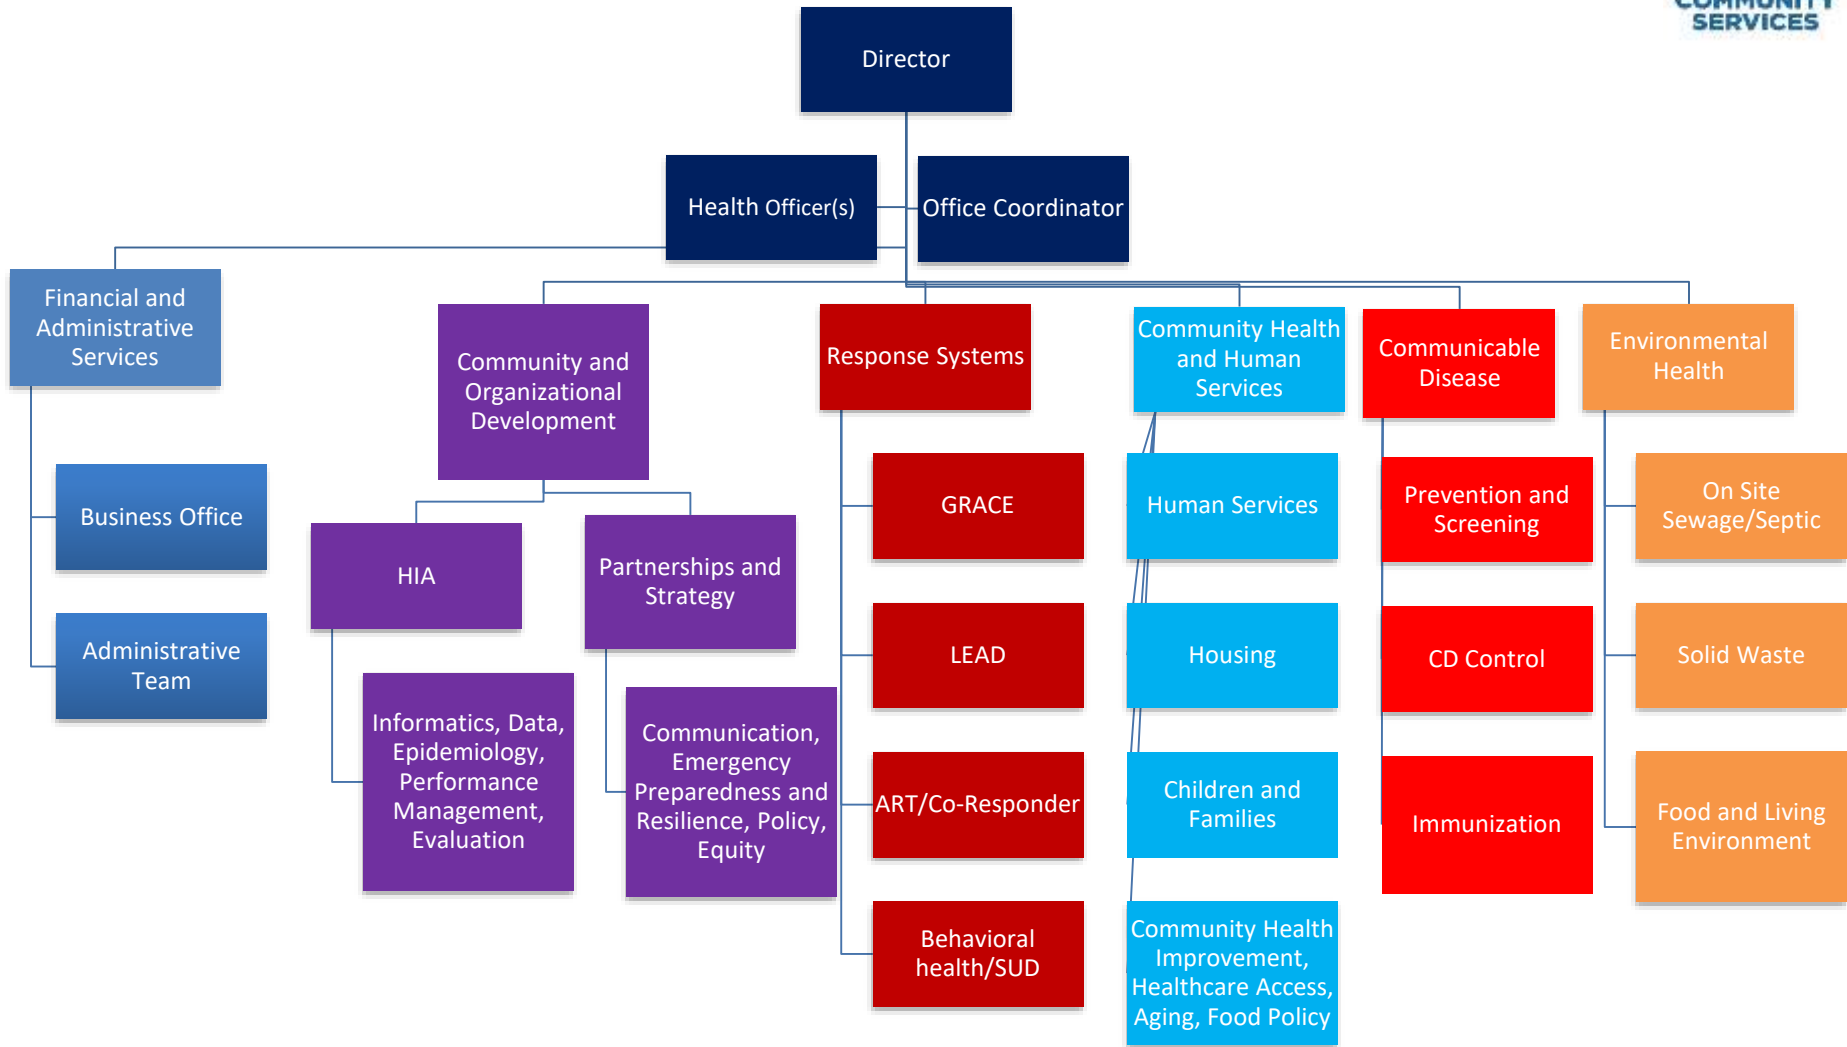 COMMUNITY
SERVICES
Director
Health Officer(s)
Office Coordinator
Financial and
Administrative
Services
Business Office
Administrative
Team
Community and
Organizational
Development
HIA
Informatics, Data,
Epidemiology,
Performance
Management,
Evaluation
Partnerships and
Strategy
Communication,
Emergency
Preparedness and
Resilience, Policy,
Equity
Response Systems
GRACE
LEAD
ART/Co-Responder
Behavioral
health/SUD
Community Health
and Human
Services
Human Services
Housing
Children and
Families
Community Health
Improvement,
Healthcare Access,
Aging, Food Policy
Communicable
Disease
Prevention and
Screening
CD Control
Immunization
Environmental
Health
On Site
Sewage/Septic
Solid Waste
Food and Living
Environment